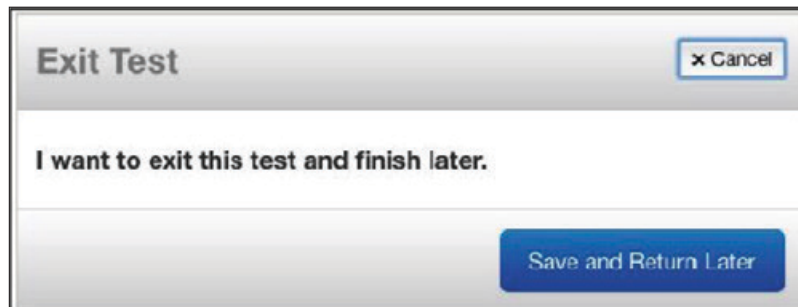 Exit Test
× Cancel
I want to exit this test and finish later.
Save and Return Later